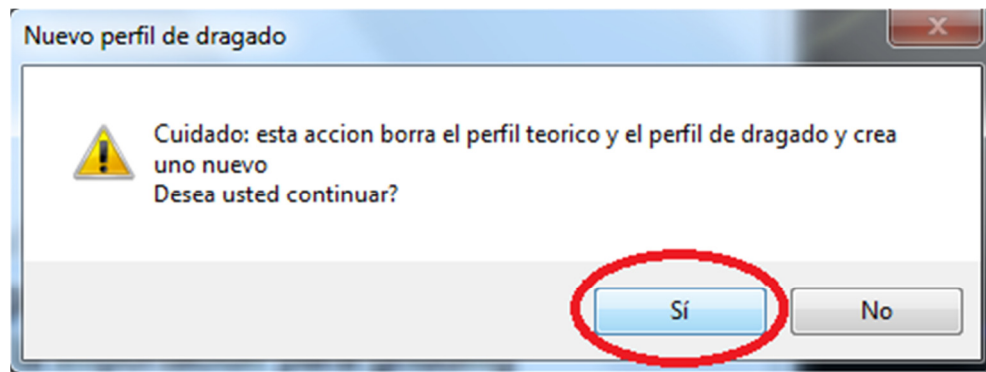 Nuevo perfil de dragado
Cuidado: esta accion borra el perfil teorico y el perfil de dragado y crea
uno nuevo
Desea usted continuar?
Sí
No